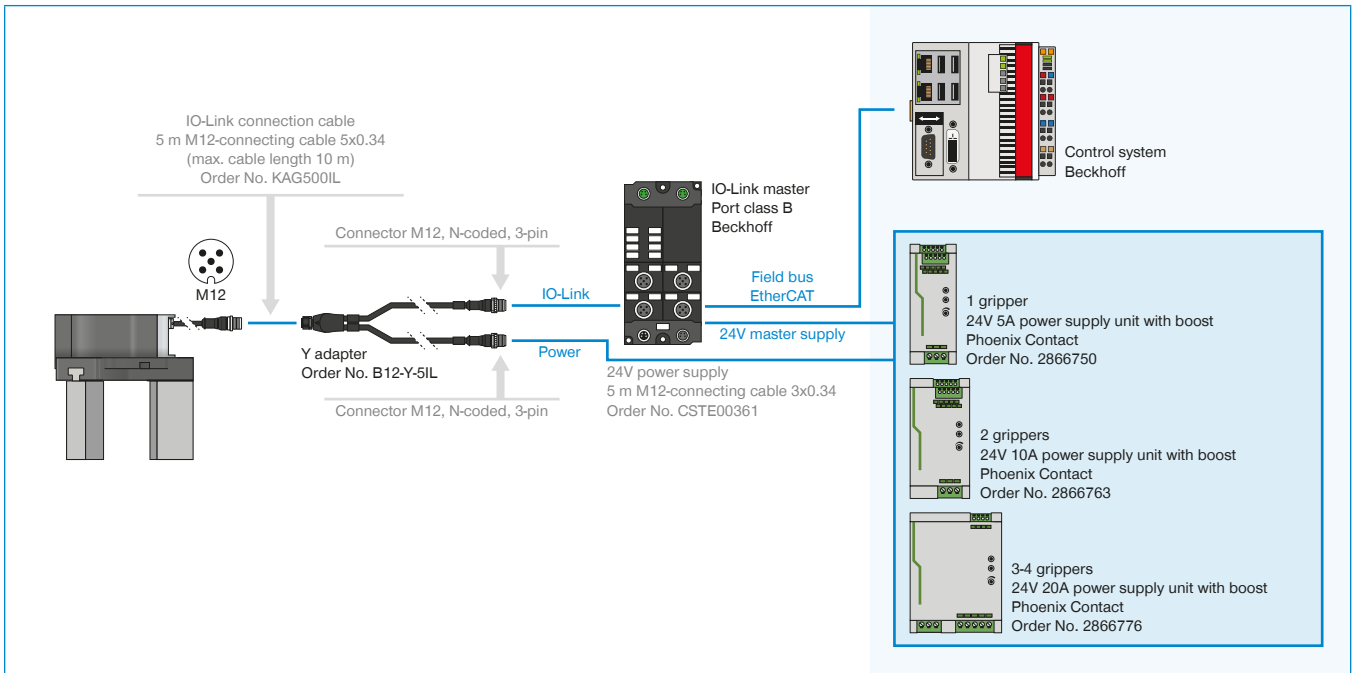 IO-Link connection cable
5 m M12-connecting cable 5x0.34
(max. cable length 10 m)
Order No. KAG500IL
M12
Connector M12, N-coded, 3-pin
Y adapter
Order No. B12-Y-5IL
Connector M12, N-coded, 3-pin
IO-Link
Power
IO-Link master
Port class B
Beckhoff
Field bus
EtherCAT
24V master supply
24V power supply
5 m M12-connecting cable 3x0.34
Order No. CSTE00361
Control system
Beckhoff
1 gripper
24V 5A power supply unit with boost
Phoenix Contact
Order No. 2866750
2 grippers
24V 10A power supply unit with boost
Phoenix Contact
Order No. 2866763
3-4 grippers
24V 20A power supply unit with boost
Phoenix Contact
Order No. 2866776